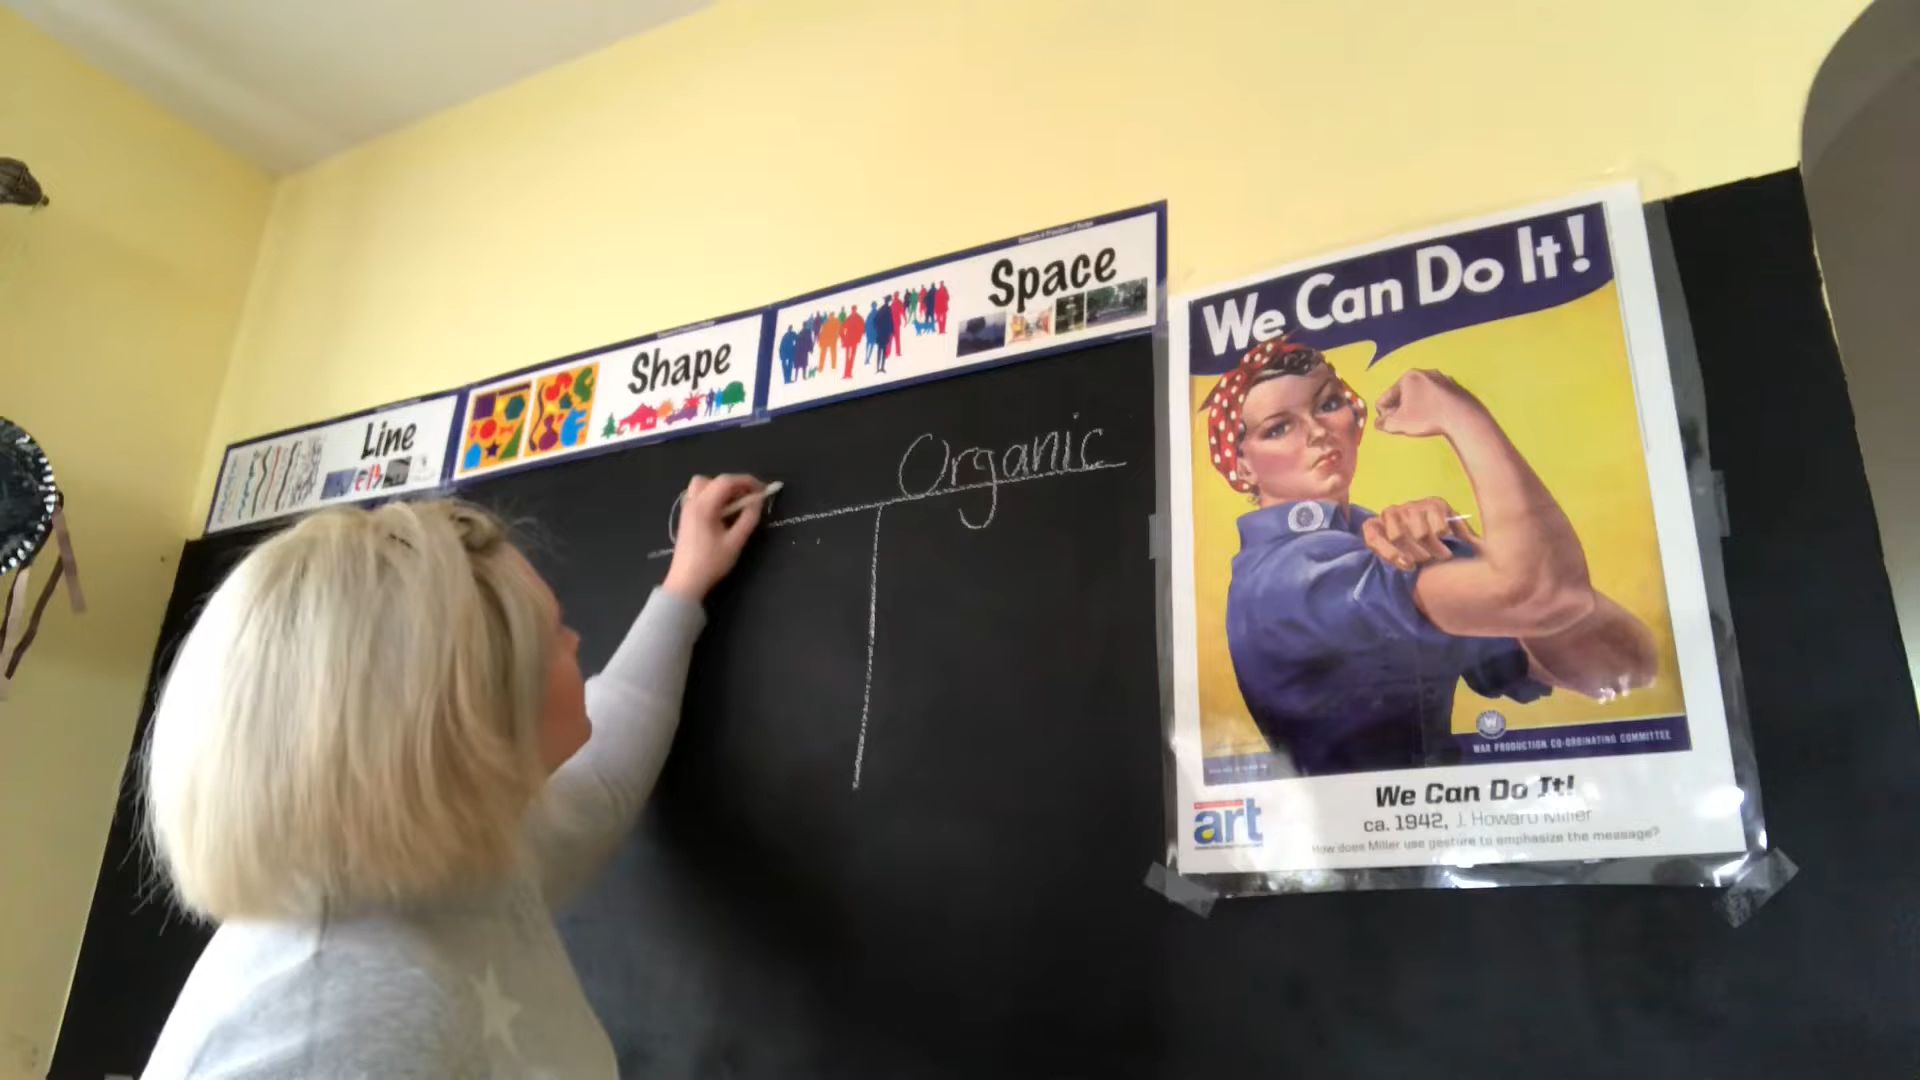 Line
Shape
Space
Organic
We Can Do It!
WAR PRODUCTION CO-ORDINATING COMMITTEE
art
We Can Do It!
ca. 1942, J. Howard Miller
How does Miller use gesture to emphasize the message?